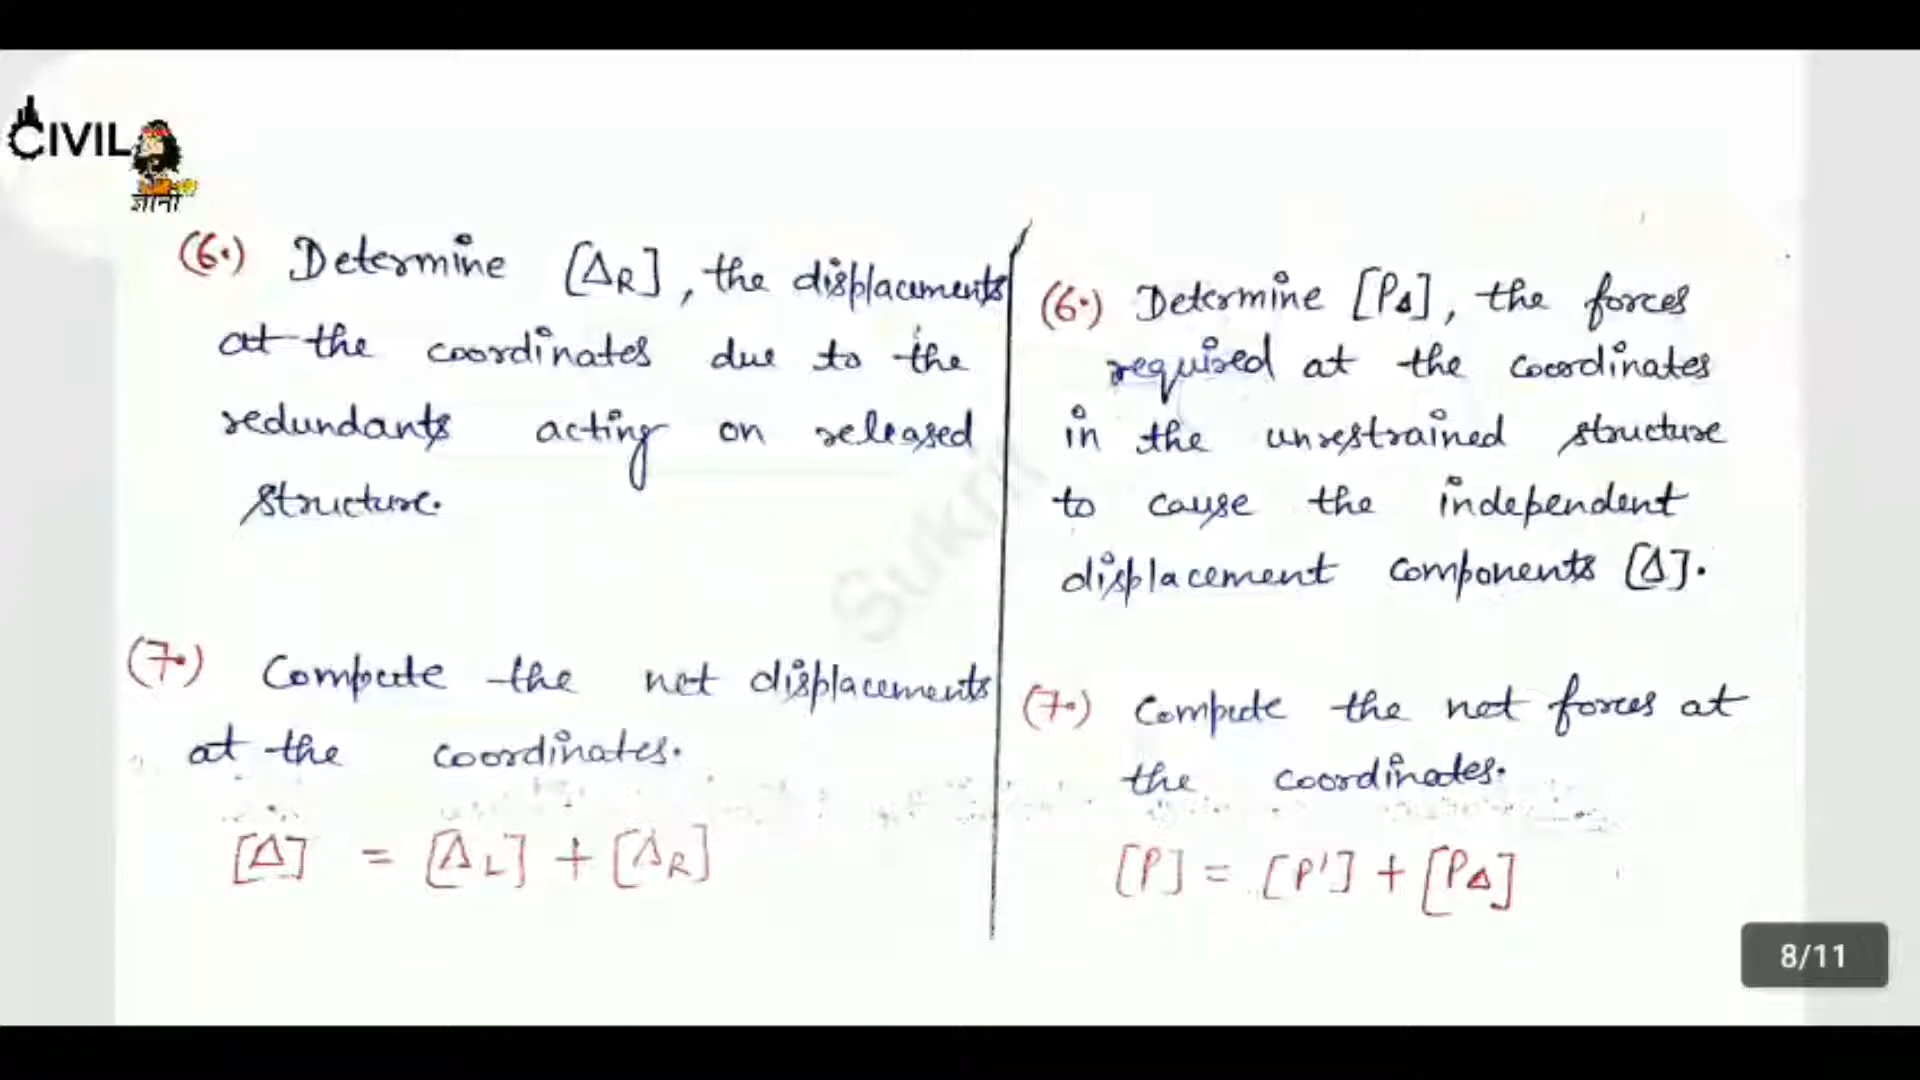 CIVIL
ज्ञानी
(6.) Determine [ΔR], the displacements
at the coordinates due to the
redundants acting on released
structure.
(7.) Compute the net displacements
at the coordinates.
[Δ] = [ΔL] + [ΔR]
(6.) Determine [PΔ], the forces
required at the coordinates
in the unrestrained structure
to cause the independent
displacement components [Δ].
(7.) Compute the net forces at
the coordinates.
[P] = [P'] + [PΔ]
Sukrit
8/11